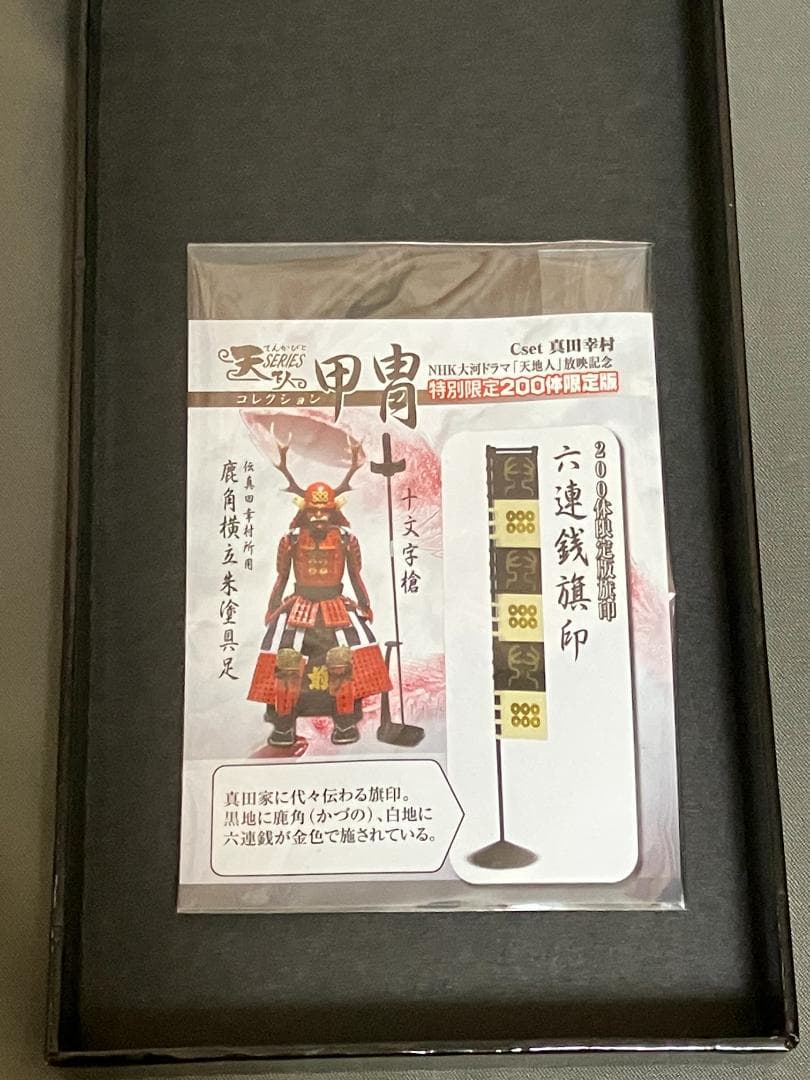 てんかびと
天下人
SERIES
コレクション
甲冑
Cset 真田幸村
NHK大河ドラマ「天地人」放映記念
特別限定200体限定版
伝真田幸村所用
鹿角横立朱塗具足
十文字槍
200体限定版旗印
六連銭旗印
真田家に代々伝わる旗印。
黒地に鹿角(かづの)、白地に
六連銭が金色で施されている。